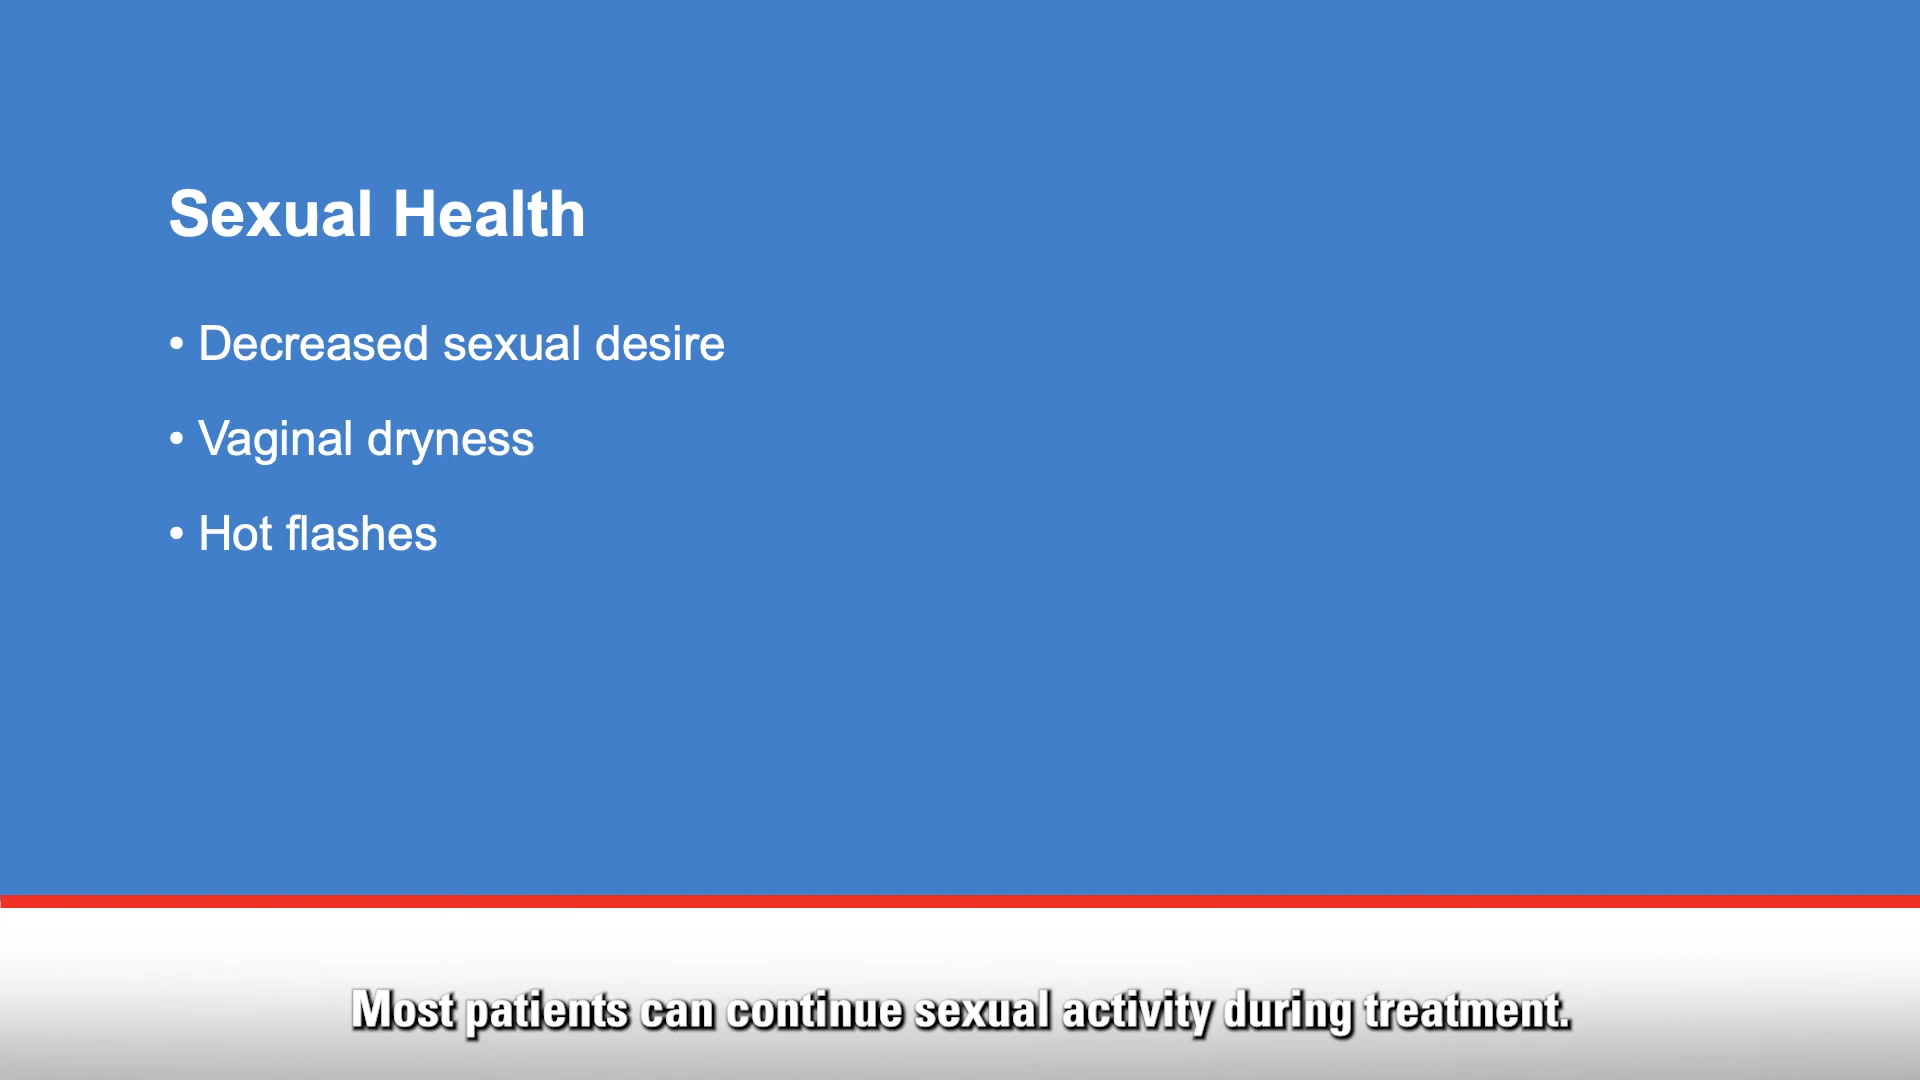 Sexual Health
• Decreased sexual desire
• Vaginal dryness
• Hot flashes
Most patients can continue sexual activity during treatment.